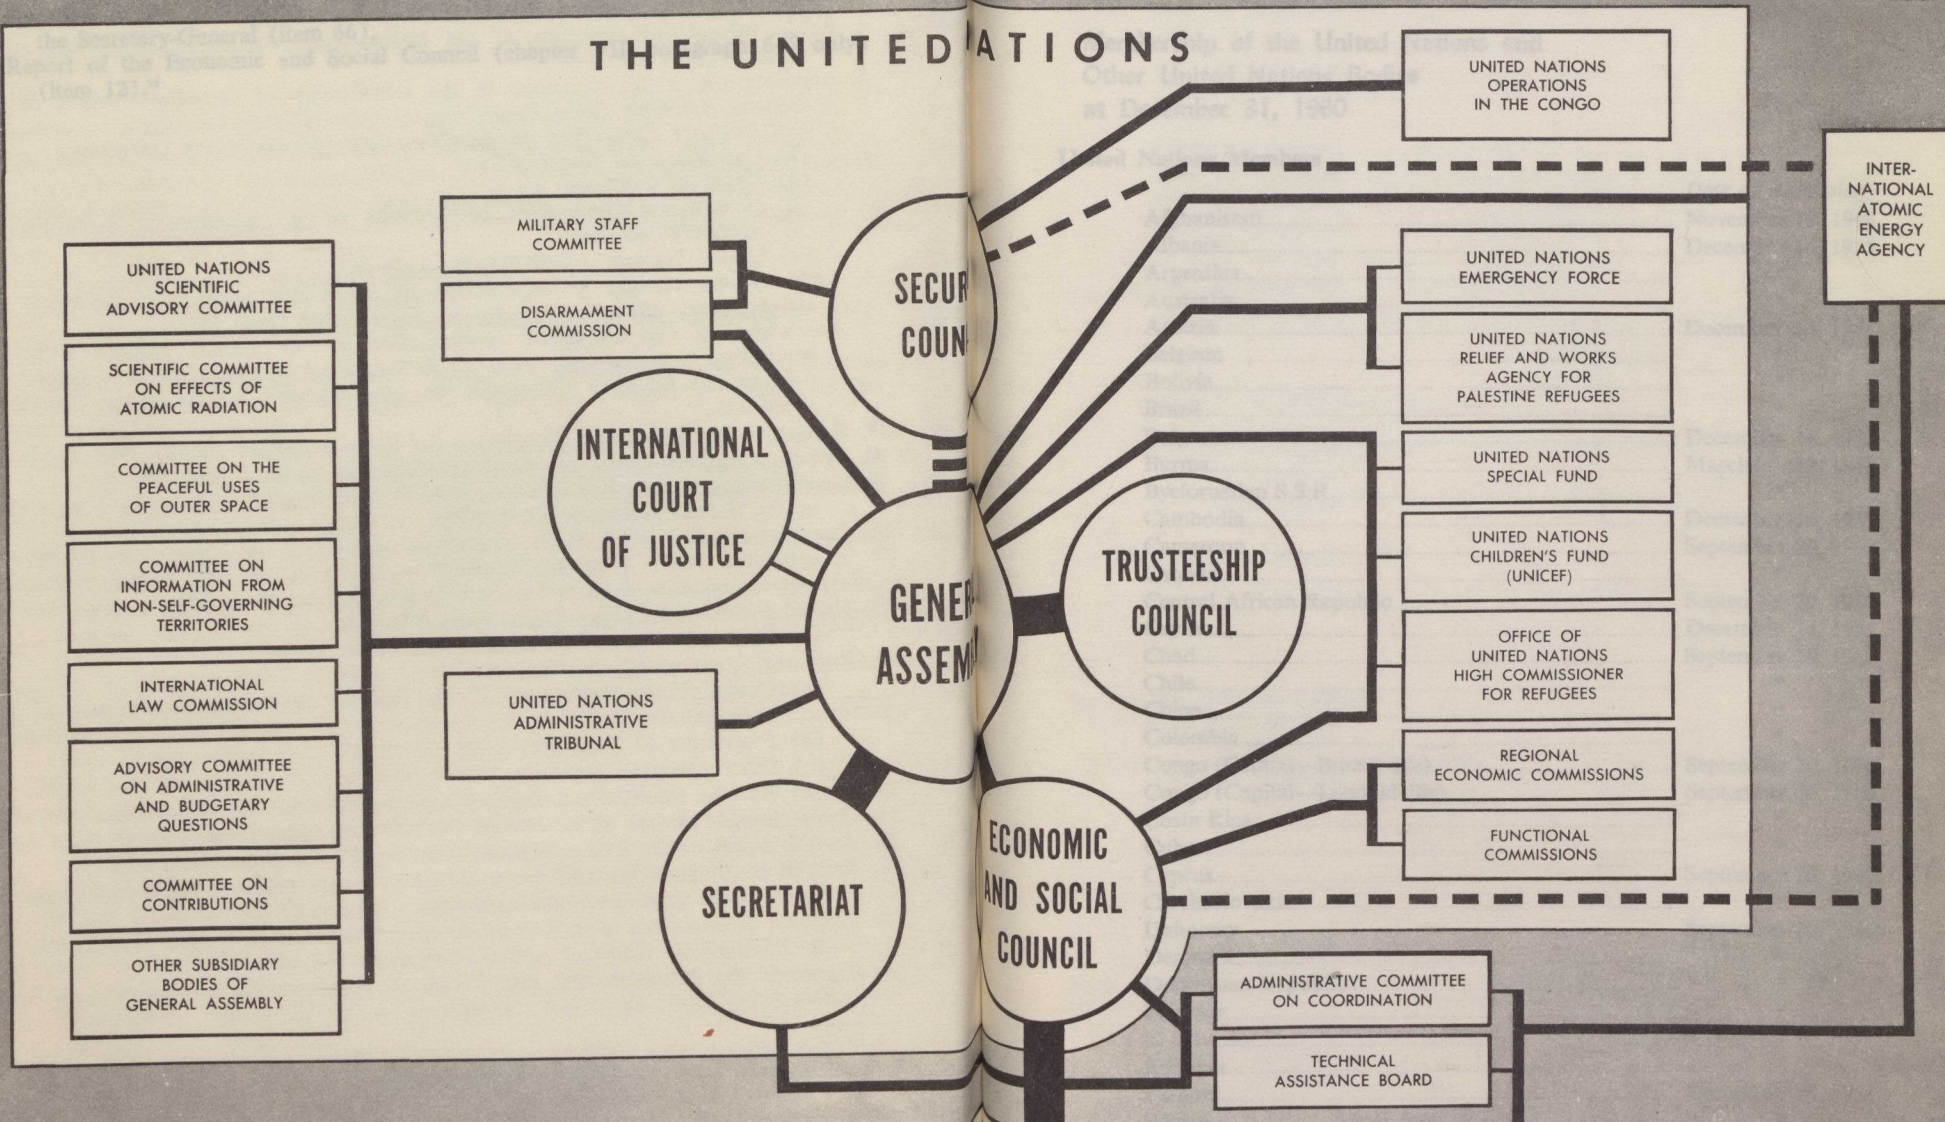 THE UNITED NATIONS
UNITED NATIONS
OPERATIONS
IN THE CONGO
INTER-
NATIONAL
ATOMIC
ENERGY
AGENCY
MILITARY STAFF
COMMITTEE
DISARMAMENT
COMMISSION
SECUR
COUN
UNITED NATIONS
EMERGENCY FORCE
UNITED NATIONS
RELIEF AND WORKS
AGENCY FOR
PALESTINE REFUGEES
UNITED NATIONS
SCIENTIFIC
ADVISORY COMMITTEE
SCIENTIFIC COMMITTEE
ON EFFECTS OF
ATOMIC RADIATION
COMMITTEE ON THE
PEACEFUL USES
OF OUTER SPACE
COMMITTEE ON
INFORMATION FROM
NON-SELF-GOVERNING
TERRITORIES
INTERNATIONAL
LAW COMMISSION
ADVISORY COMMITTEE
ON ADMINISTRATIVE
AND BUDGETARY
QUESTIONS
COMMITTEE ON
CONTRIBUTIONS
OTHER SUBSIDIARY
BODIES OF
GENERAL ASSEMBLY
INTERNATIONAL
COURT
OF JUSTICE
GENER
ASSEM
UNITED NATIONS
ADMINISTRATIVE
TRIBUNAL
TRUSTEESHIP
COUNCIL
UNITED NATIONS
SPECIAL FUND
UNITED NATIONS
CHILDREN'S FUND
(UNICEF)
OFFICE OF
UNITED NATIONS
HIGH COMMISSIONER
FOR REFUGEES
REGIONAL
ECONOMIC COMMISSIONS
FUNCTIONAL
COMMISSIONS
SECRETARIAT
ECONOMIC
AND SOCIAL
COUNCIL
ADMINISTRATIVE COMMITTEE
ON COORDINATION
TECHNICAL
ASSISTANCE BOARD